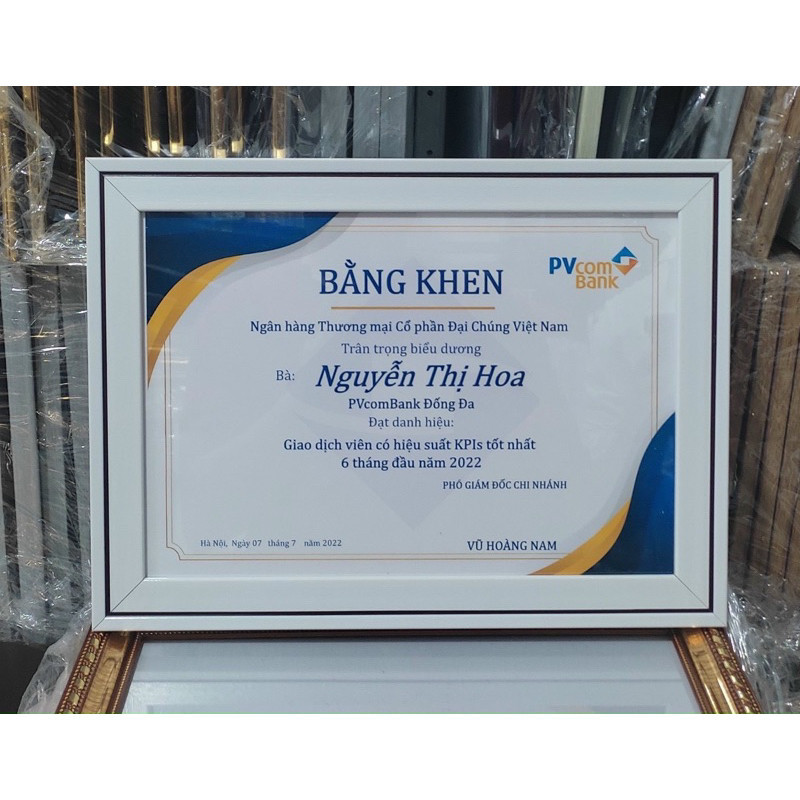 BẰNG KHEN
PVcom
Bank
Ngân hàng Thương mại Cổ phần Đại Chúng Việt Nam
Trân trọng biểu dương
Bà: Nguyễn Thị Hoa
PVcomBank Đống Đa
Đạt danh hiệu:
Giao dịch viên có hiệu suất KPIs tốt nhất
6 tháng đầu năm 2022
PHÓ GIÁM ĐỐC CHI NHÁNH
Hà Nội, Ngày 07 tháng 7 năm 2022
VŨ HOÀNG NAM